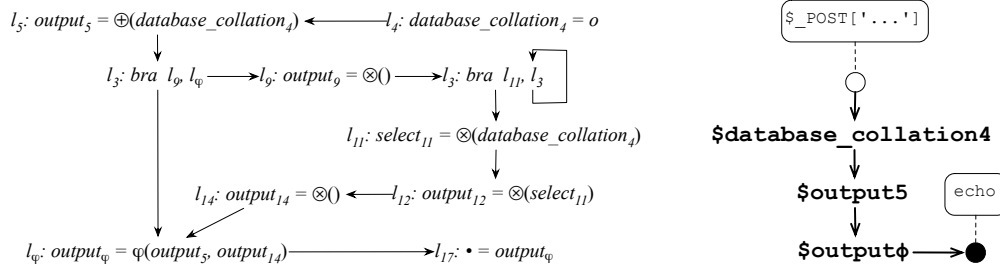 l₅: output₅ = ⊕(database_collation₄)
l₄: database_collation₄ = o
l₃: bra l₉, lφ
l₉: output₉ = ⊗()
l₃: bra l₁₁, l₃
l₁₁: select₁₁ = ⊗(database_collation₄)
l₁₄: output₁₄ = ⊗()
l₁₂: output₁₂ = ⊗(select₁₁)
lφ: outputφ = φ(output₅, output₁₄)
l₁₇: • = outputφ
$_POST['...']
$database_collation4
$output5
echo
$outputϕ